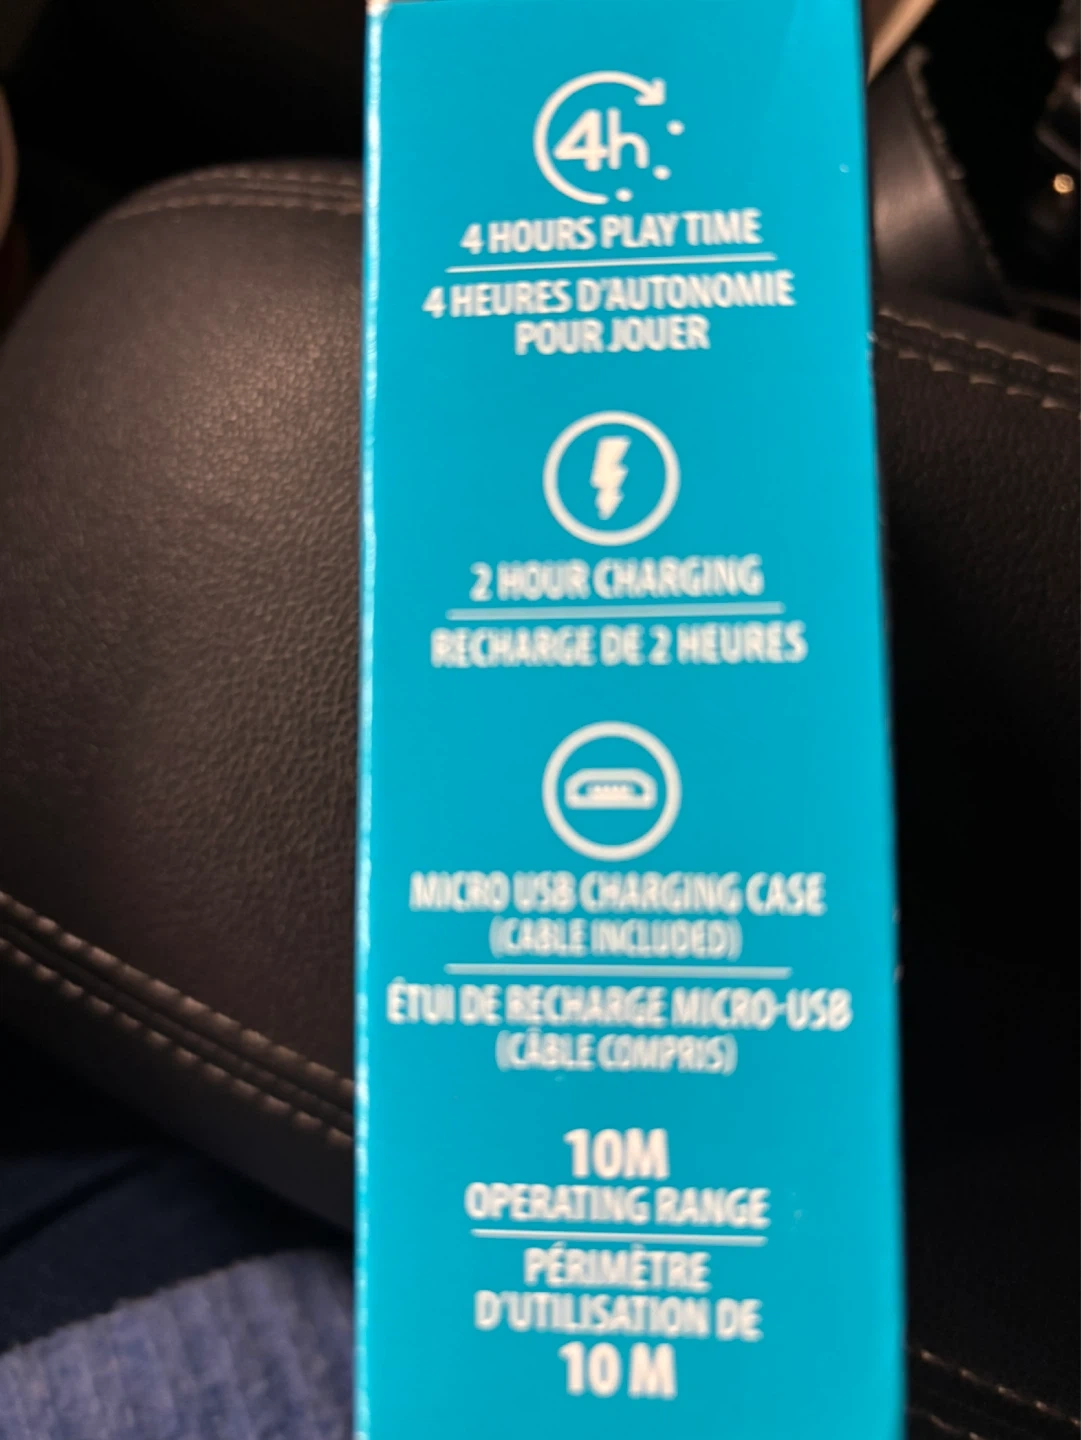 4h
4 HOURS PLAY TIME
4 HEURES D'AUTONOMIE
POUR JOUER
2 HOUR CHARGING
RECHARGE DE 2 HEURES
MICRO USB CHARGING CASE
(CABLE INCLUDED)
ÉTUI DE RECHARGE MICRO-USB
(CÂBLE COMPRIS)
10M
OPERATING RANGE
PÉRIMÈTRE
D'UTILISATION DE
10 M